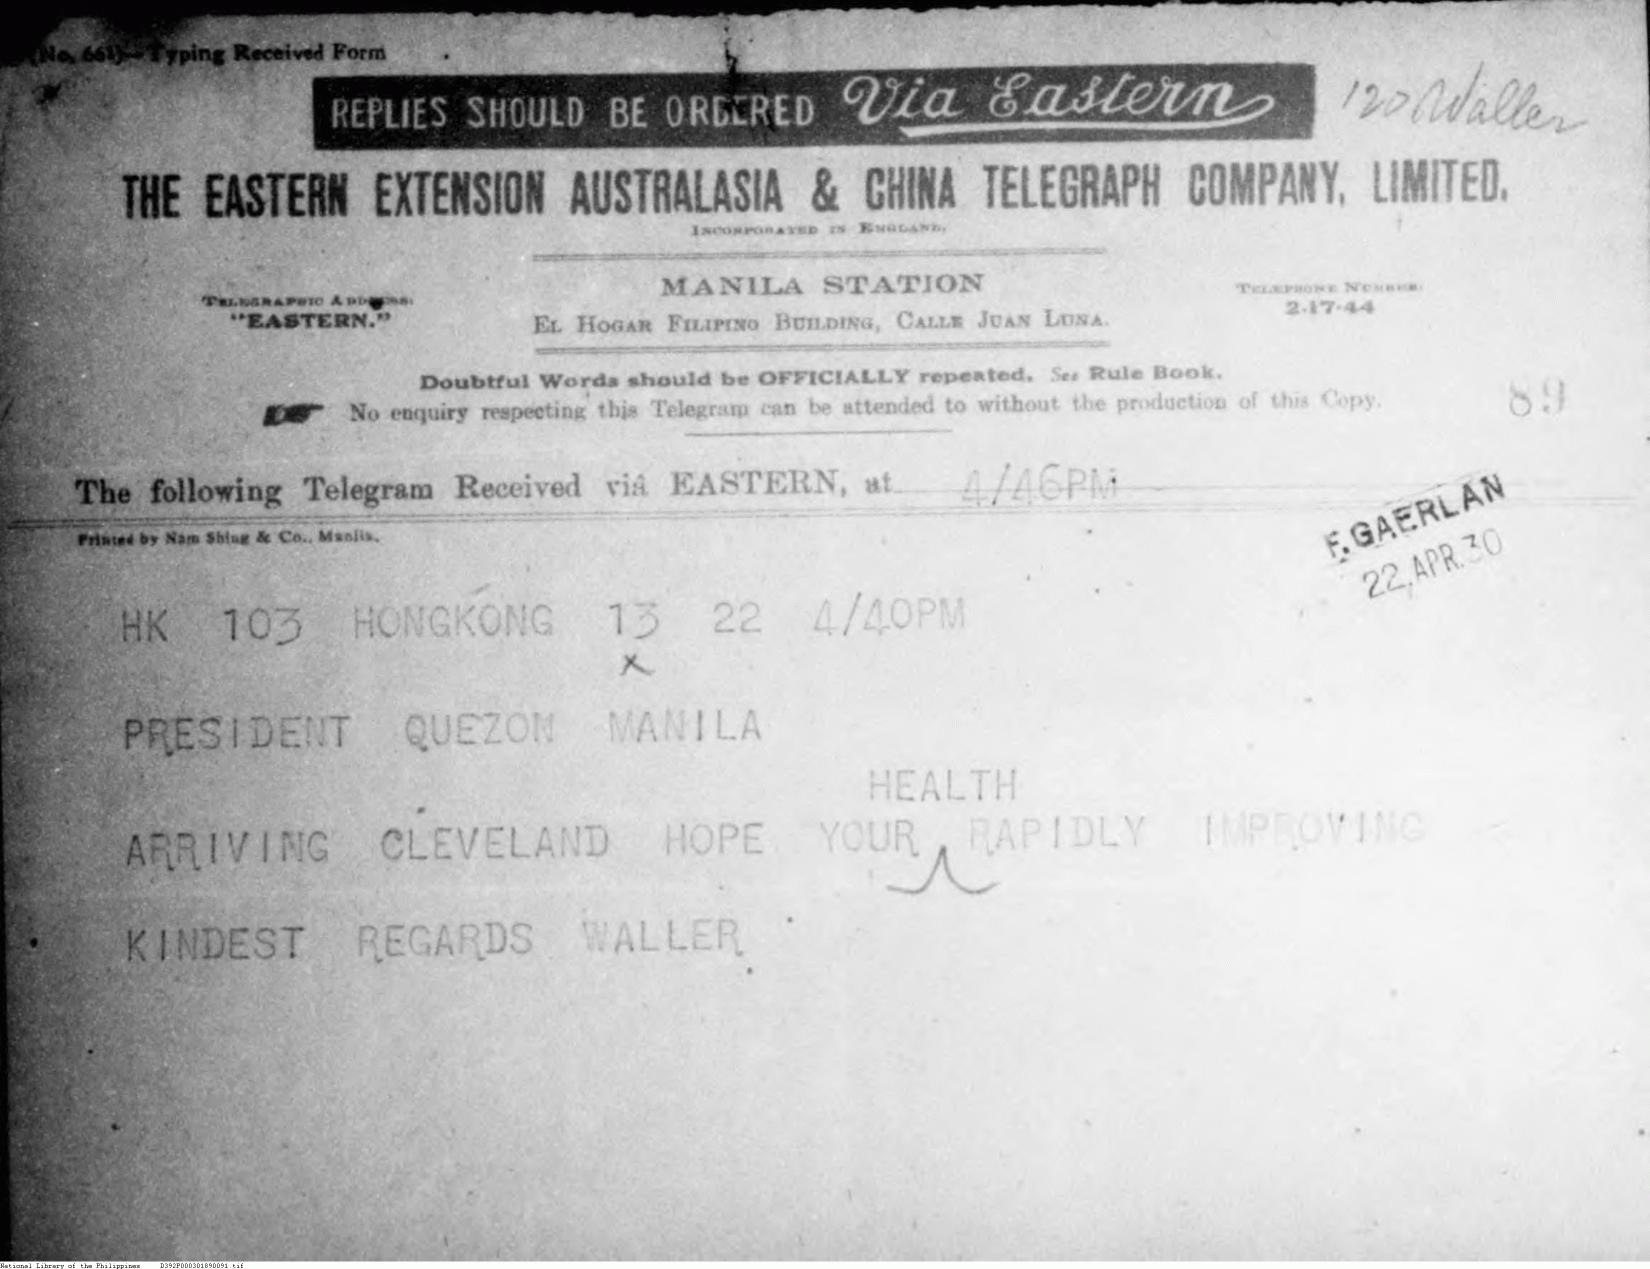 (No. 661)—Typing Received Form
REPLIES SHOULD BE ORDERED Via Eastern
120 Waller
THE EASTERN EXTENSION AUSTRALASIA & CHINA TELEGRAPH COMPANY, LIMITED.
INCORPORATED IN ENGLAND.
MANILA STATION
TELEGRAPHIC ADDRESS:
"EASTERN."
EL HOGAR FILIPINO BUILDING, CALLE JUAN LUNA.
TELEPHONE NUMBER:
2-17-44
Doubtful Words should be OFFICIALLY repeated. See Rule Book.
No enquiry respecting this Telegram can be attended to without the production of this Copy.
89
The following Telegram Received viâ EASTERN, at 4/46PM
Printed by Nam Shing & Co., Manila.
F. GAERLAN
22. APR. 30
HK 103 HONGKONG 13 22 4/40PM
x
PRESIDENT QUEZON MANILA
HEALTH
ARRIVING CLEVELAND HOPE YOUR RAPIDLY IMPROVING
KINDEST REGARDS WALLER
National Library of the Philippines D392P000301890091.tif